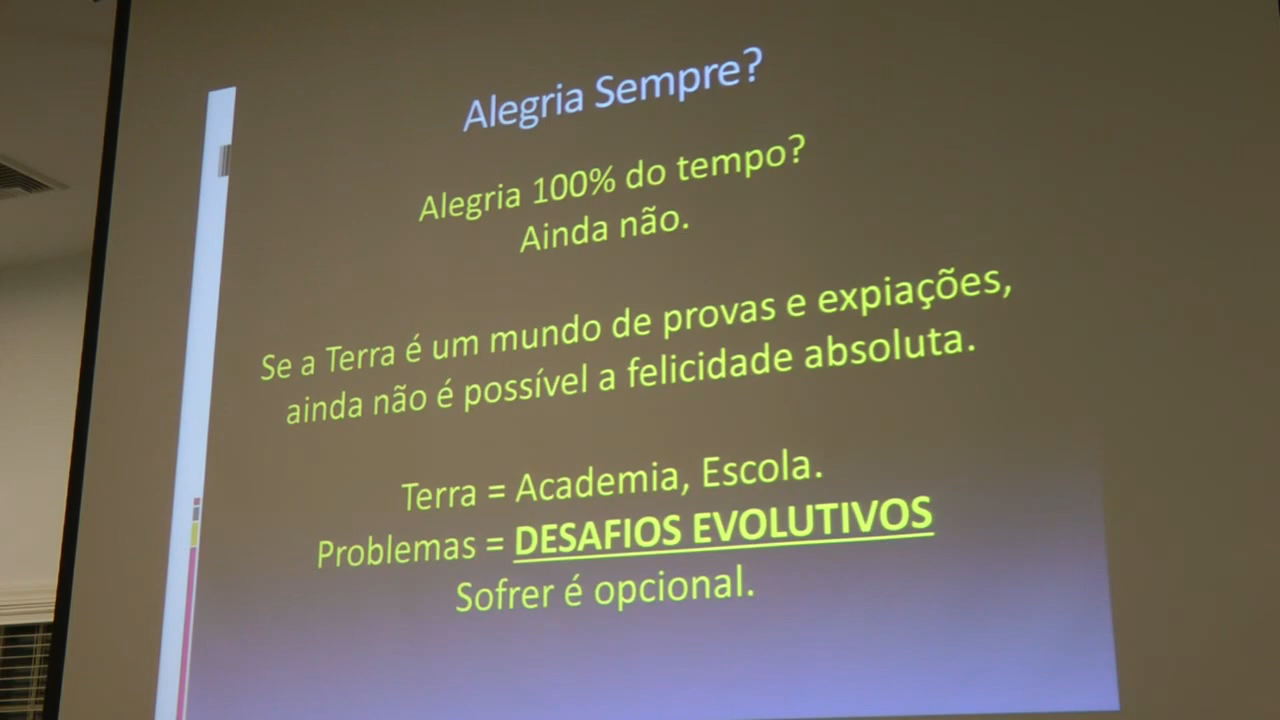 Alegria Sempre?
Alegria 100% do tempo?
Ainda não.
Se a Terra é um mundo de provas e expiações,
ainda não é possível a felicidade absoluta.
Terra = Academia, Escola.
Problemas = DESAFIOS EVOLUTIVOS
Sofrer é opcional.